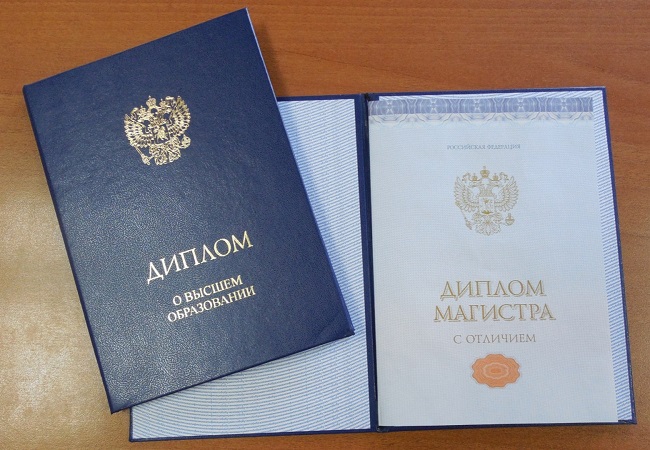 ДИПЛОМ
О ВЫСШЕМ
ОБРАЗОВАНИИ
РОССИЙСКАЯ ФЕДЕРАЦИЯ
ДИПЛОМ
МАГИСТРА
С ОТЛИЧИЕМ